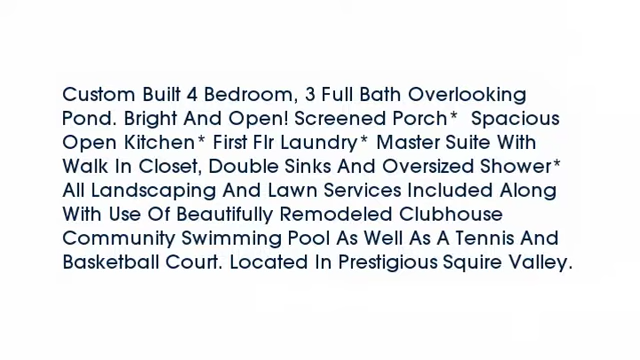 Custom Built 4 Bedroom, 3 Full Bath Overlooking
Pond. Bright And Open! Screened Porch*  Spacious
Open Kitchen* First Flr Laundry* Master Suite With
Walk In Closet, Double Sinks And Oversized Shower*
All Landscaping And Lawn Services Included Along
With Use Of Beautifully Remodeled Clubhouse
Community Swimming Pool As Well As A Tennis And
Basketball Court. Located In Prestigious Squire Valley.